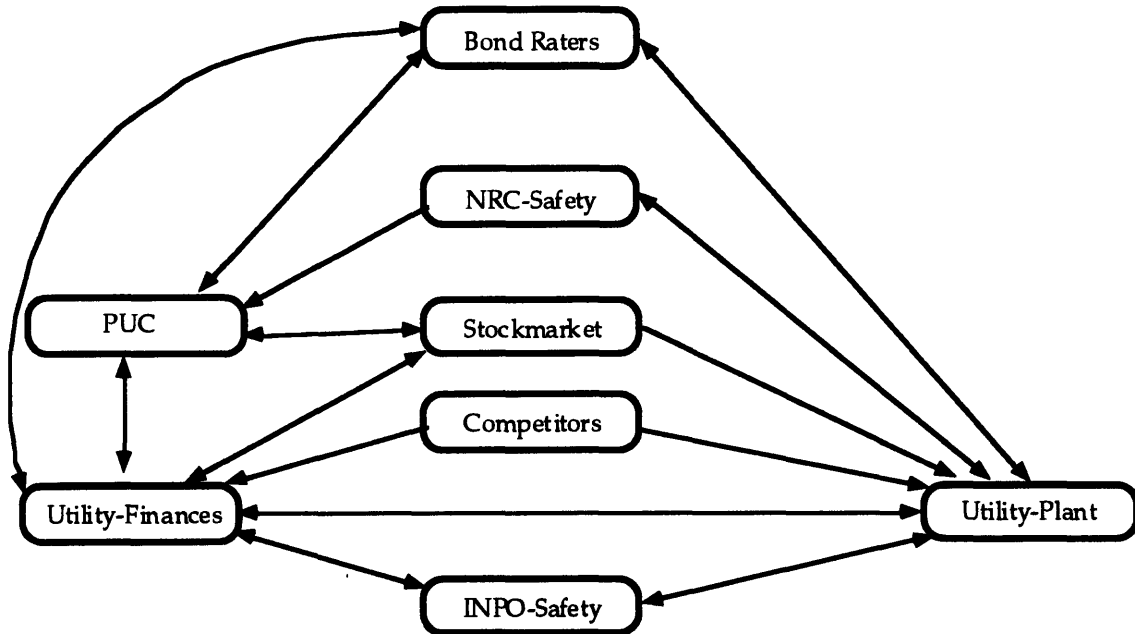 Bond Raters
NRC-Safety
PUC
Stockmarket
Competitors
Utility-Finances
Utility-Plant
INPO-Safety